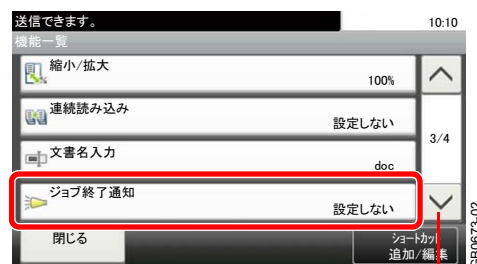 送信できます。 10:10
機能一覧
縮小/拡大
100%
連続読み込み
設定しない
3/4
文書名入力
doc
ジョブ終了通知
設定しない
閉じる
ショートカット
追加/編集
GB0673-02